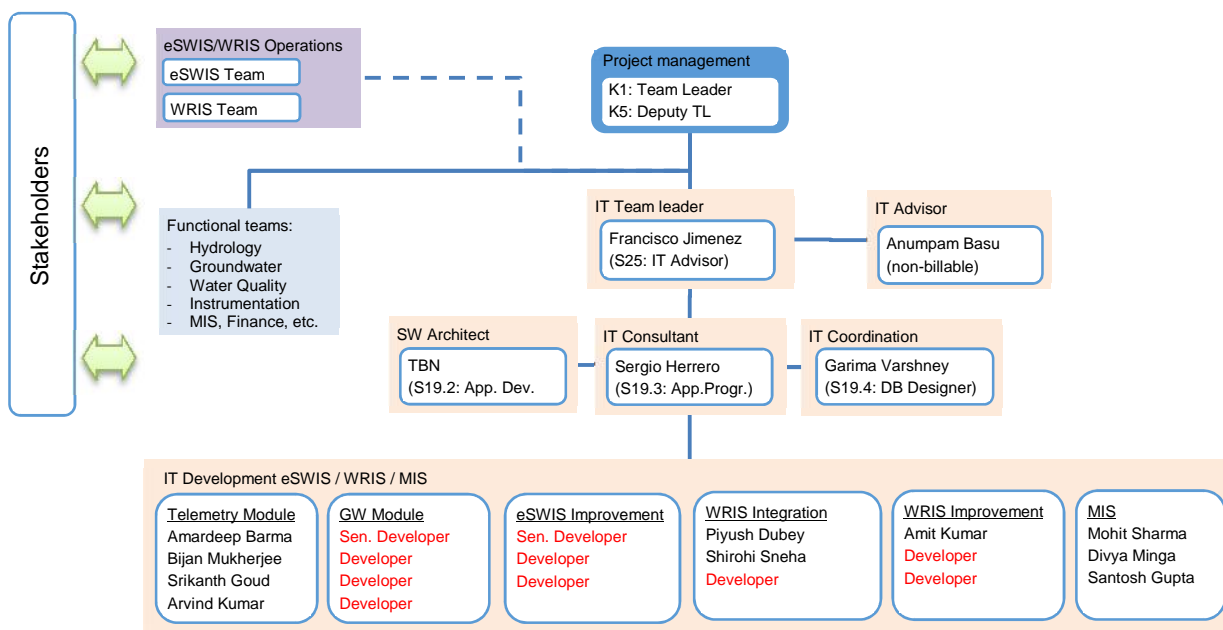 Stakeholders
eSWIS/WRIS Operations
eSWIS Team
WRIS Team
Project management
K1: Team Leader
K5: Deputy TL
Functional teams:
- Hydrology
- Groundwater
- Water Quality
- Instrumentation
- MIS, Finance, etc.
IT Team leader
Francisco Jimenez
(S25: IT Advisor)
IT Advisor
Anumpam Basu
(non-billable)
SW Architect
TBN
(S19.2: App. Dev.
IT Consultant
Sergio Herrero
(S19.3: App.Progr.)
IT Coordination
Garima Varshney
(S19.4: DB Designer)
IT Development eSWIS / WRIS / MIS
Telemetry Module
Amardeep Barma
Bijan Mukherjee
Srikanth Goud
Arvind Kumar
GW Module
Sen. Developer
Developer
Developer
Developer
eSWIS Improvement
Sen. Developer
Developer
Developer
WRIS Integration
Piyush Dubey
Shirohi Sneha
Developer
WRIS Improvement
Amit Kumar
Developer
Developer
MIS
Mohit Sharma
Divya Minga
Santosh Gupta